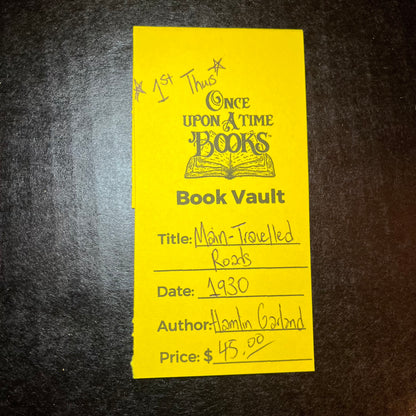 ☆ 1st Thus ☆
Once
upon A Time
Books™
Book Vault
Title: Main-Travelled
Roads
Date: 1930
Author: Hamlin Garland
Price: $ 45.00